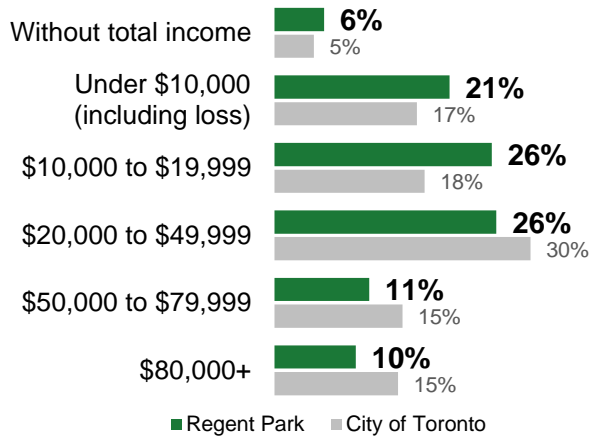 Without total income
6%
5%
Under $10,000
(including loss)
21%
17%
$10,000 to $19,999
26%
18%
$20,000 to $49,999
26%
30%
$50,000 to $79,999
11%
15%
$80,000+
10%
15%
Regent Park
City of Toronto